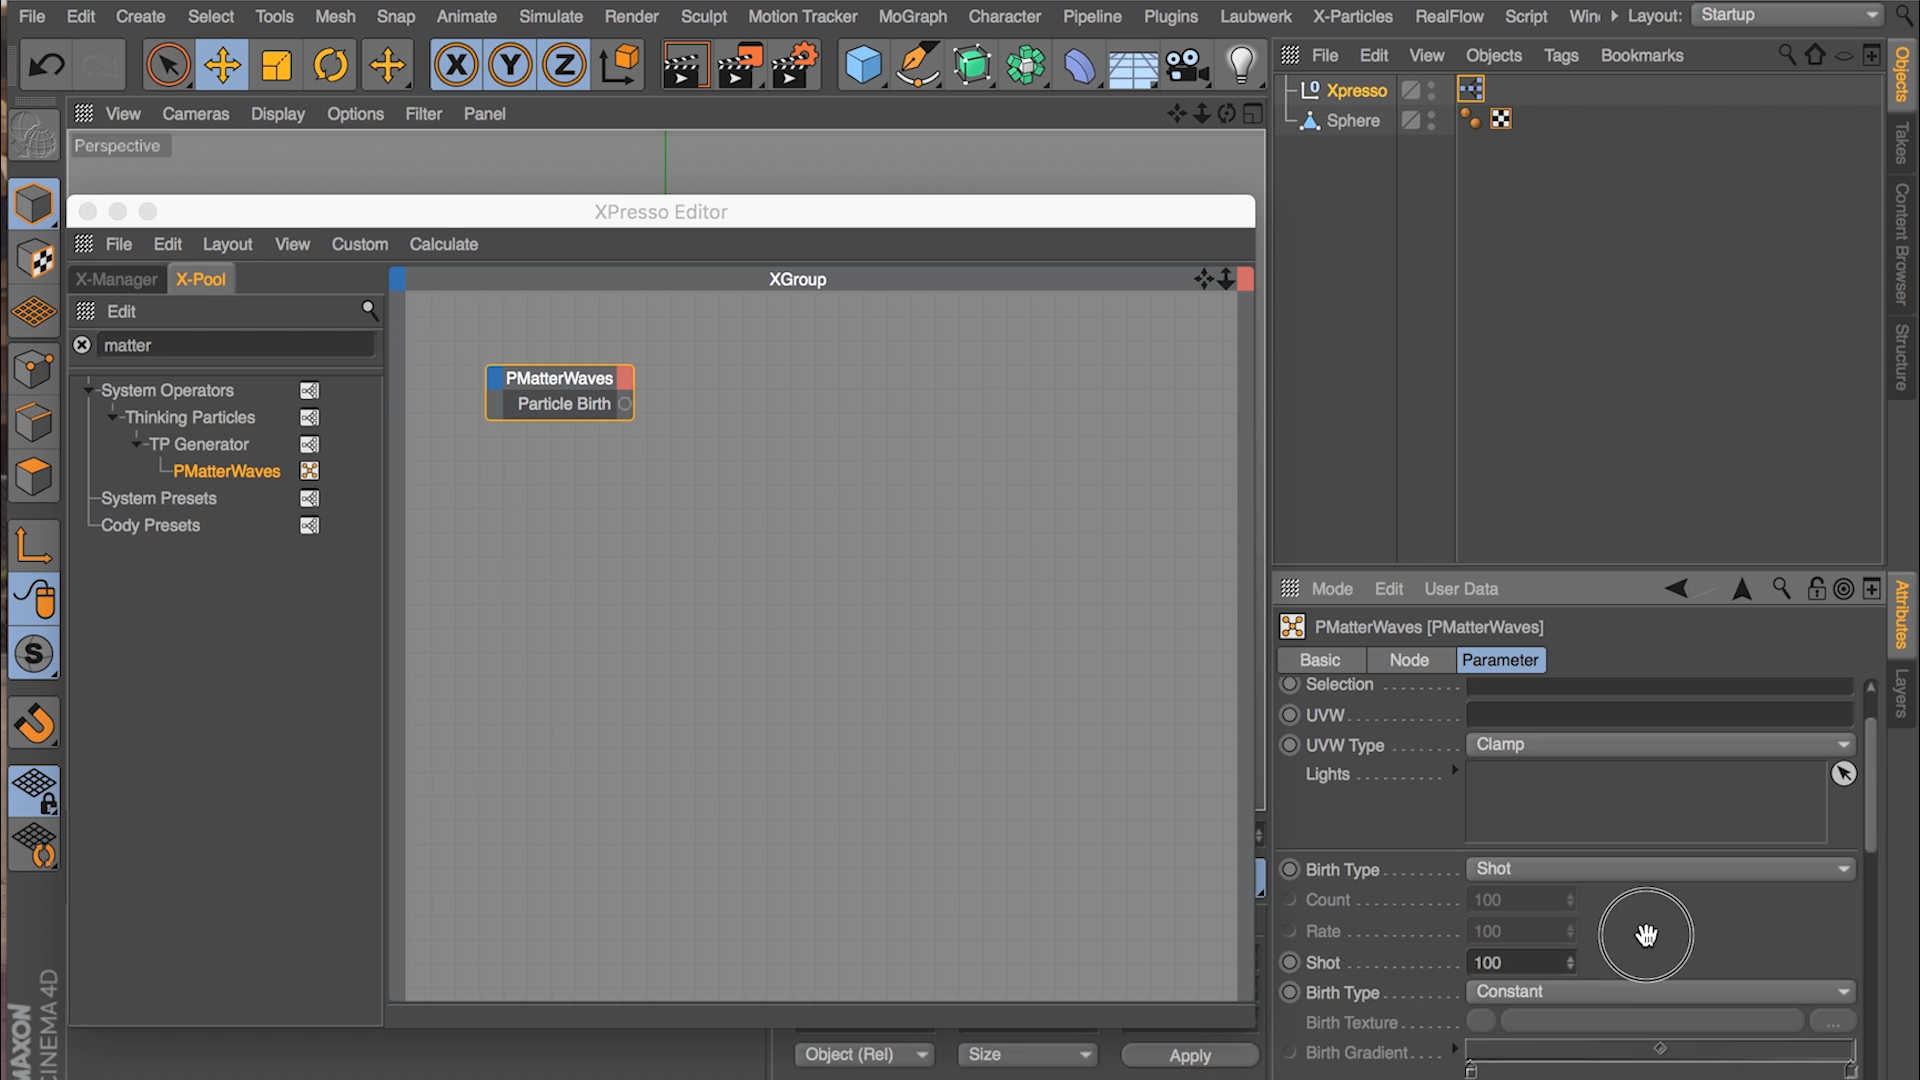 File Edit Create Select Tools Mesh Snap Animate Simulate Render Sculpt Motion Tracker MoGraph Character Pipeline Plugins Laubwerk X-Particles RealFlow Script Layout: Startup
X Y Z
File Edit View Objects Tags Bookmarks
Xpresso
Sphere
View Cameras Display Options Filter Panel
Perspective
XPresso Editor
File Edit Layout View Custom Calculate
X-Manager X-Pool
XGroup
Edit
matter
System Operators
Thinking Particles
TP Generator
PMatterWaves
System Presets
Cody Presets
PMatterWaves
Particle Birth
Objects
Takes
Content Browser
Structure
Mode Edit User Data
PMatterWaves [PMatterWaves]
Basic Node Parameter
Selection
UVW
UVW Type Clamp
Lights
Birth Type Shot
Count 100
Rate 100
Shot 100
Birth Type Constant
Birth Texture ...
Birth Gradient
Attributes
Layers
Object (Rel) Size Apply
S
MAXON
CINEMA 4D